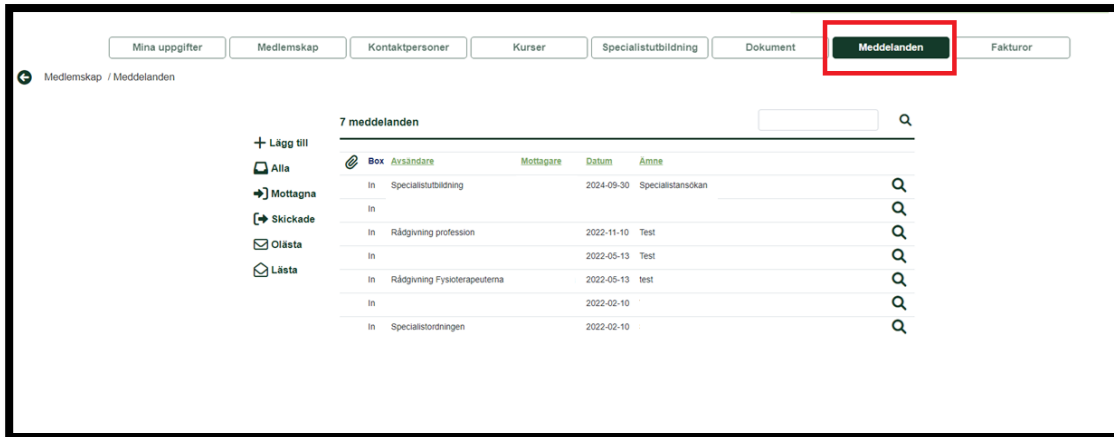 Mina uppgifter Medlemskap Kontaktpersoner Kurser Specialistutbildning Dokument Meddelanden Fakturor
Medlemskap / Meddelanden
7 meddelanden
Lägg till
Alla
Mottagna
Skickade
Olästa
Lästa
Box Avsändare Mottagare Datum Ämne
In Specialistutbildning 2024-09-30 Specialistansökan
In
In Rådgivning profession 2022-11-10 Test
In 2022-05-13 Test
In Rådgivning Fysioterapeuterna 2022-05-13 test
In 2022-02-10
In Specialistordningen 2022-02-10